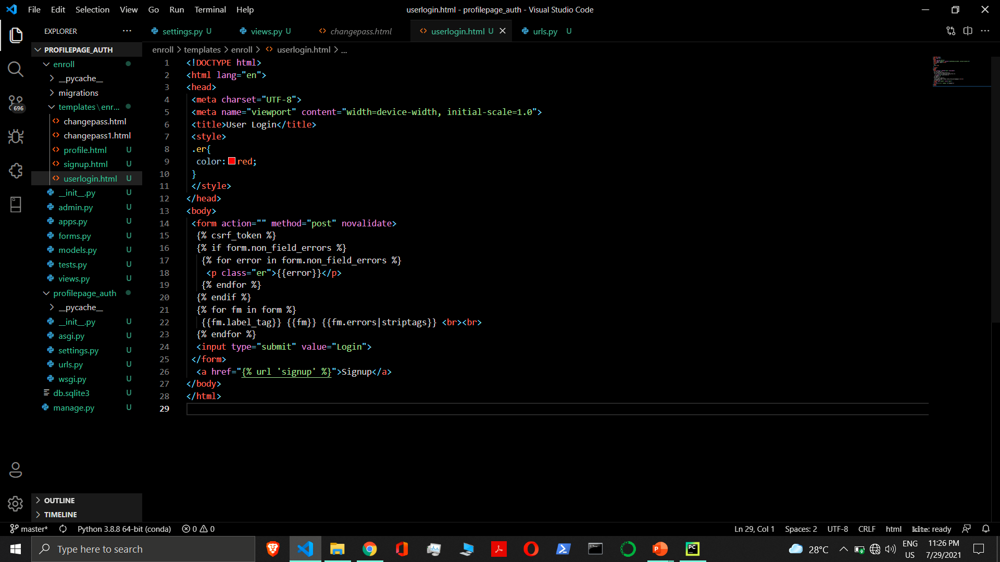 File Edit Selection View Go Run Terminal Help
userlogin.html - profilepage_auth - Visual Studio Code
EXPLORER
settings.py U
views.py U
changepass.html
userlogin.html U
urls.py U
PROFILEPAGE_AUTH
enroll
__pycache__
migrations
templates\enr...
changepass.html
changepass1.html
profile.html U
signup.html U
userlogin.html U
__init__.py U
admin.py U
apps.py U
forms.py U
models.py U
tests.py U
views.py U
profilepage_auth
__pycache__
__init__.py U
asgi.py U
settings.py U
urls.py U
wsgi.py U
db.sqlite3 U
manage.py U
OUTLINE
TIMELINE
696
enroll > templates > enroll > userlogin.html > ...
1 <!DOCTYPE html>
2 <html lang="en">
3 <head>
4 <meta charset="UTF-8">
5 <meta name="viewport" content="width=device-width, initial-scale=1.0">
6 <title>User Login</title>
7 <style>
8 .er{
9 color:red;
10 }
11 </style>
12 </head>
13 <body>
14 <form action="" method="post" novalidate>
15 {% csrf_token %}
16 {% if form.non_field_errors %}
17 {% for error in form.non_field_errors %}
18 <p class="er">{{error}}</p>
19 {% endfor %}
20 {% endif %}
21 {% for fm in form %}
22 {{fm.label_tag}} {{fm}} {{fm.errors|striptags}} <br><br>
23 {% endfor %}
24 <input type="submit" value="Login">
25 </form>
26 <a href="{% url 'signup' %}">Signup</a>
27 </body>
28 </html>
29
master* Python 3.8.8 64-bit (conda) 0 0
Ln 29, Col 1 Spaces: 2 UTF-8 CRLF html kite: ready
Type here to search
P
PC
28°C
ENG
US
11:26 PM
7/29/2021